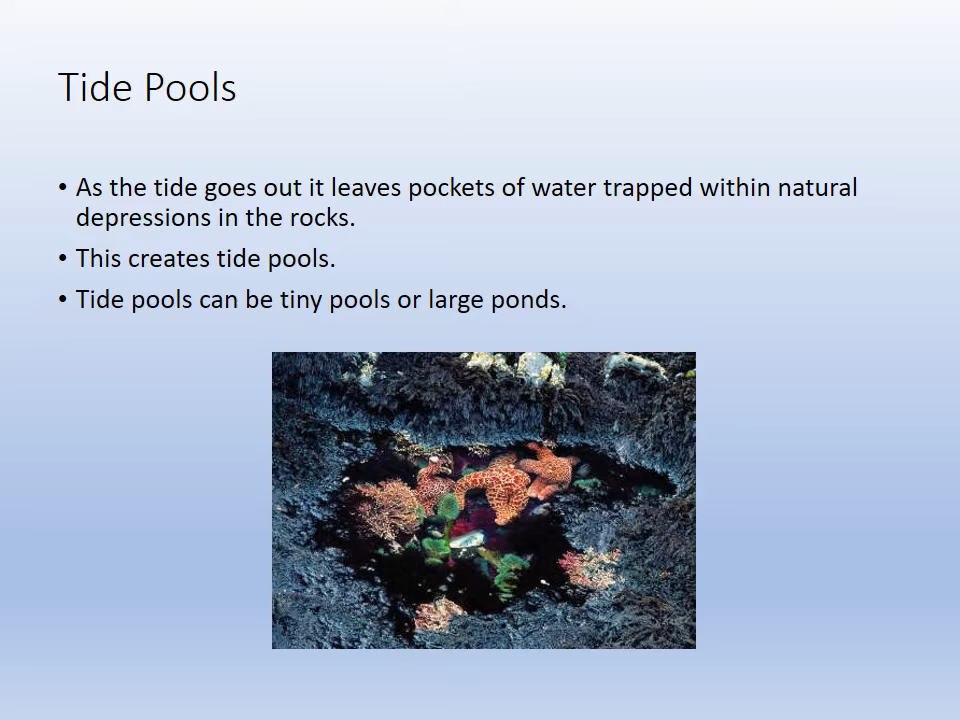 Tide Pools
• As the tide goes out it leaves pockets of water trapped within natural
depressions in the rocks.
• This creates tide pools.
• Tide pools can be tiny pools or large ponds.